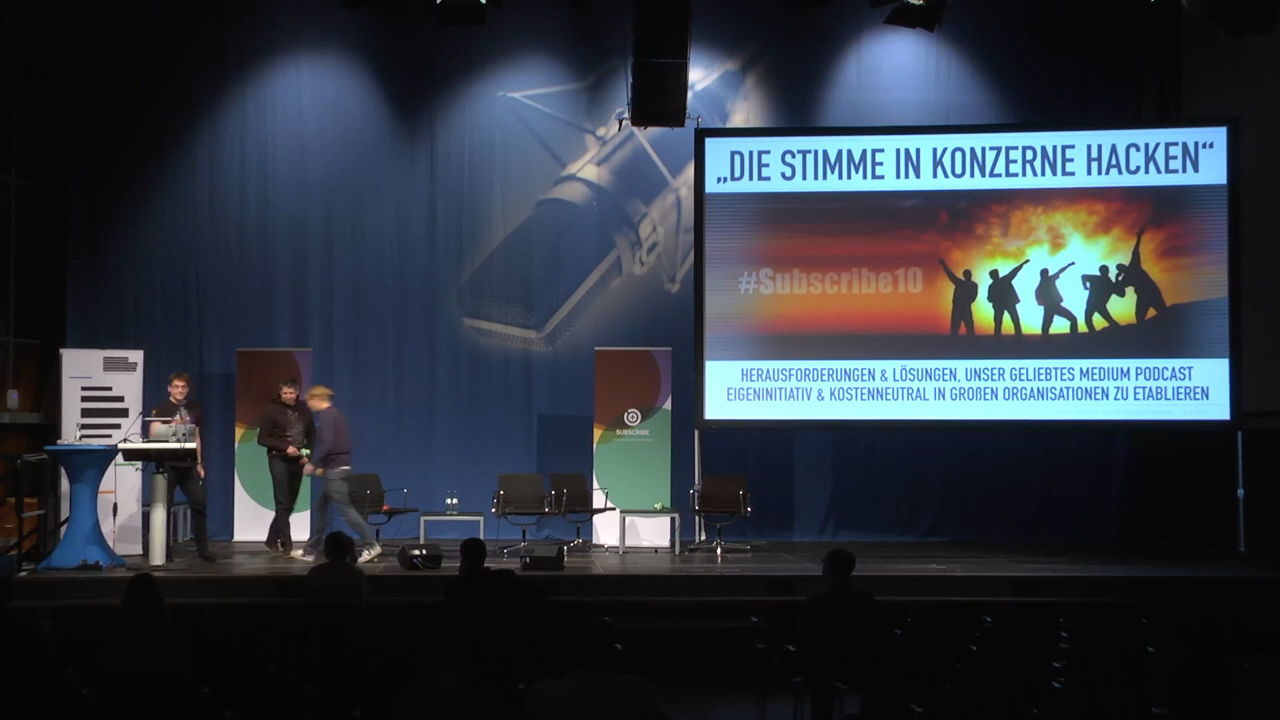 „DIE STIMME IN KONZERNE HACKEN“
#Subscribe10
HERAUSFORDERUNGEN & LÖSUNGEN, UNSER GELIEBTES MEDIUM PODCAST
EIGENINITIATIV & KOSTENNEUTRAL IN GROßEN ORGANISATIONEN ZU ETABLIEREN
SUBSCRIBE